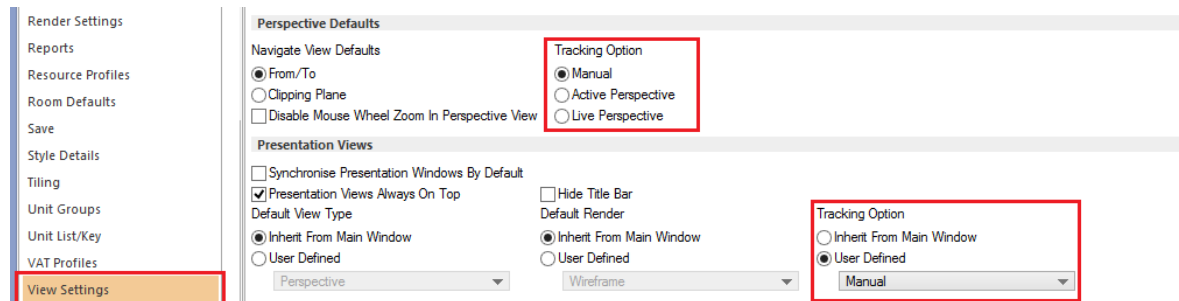 Render Settings
Reports
Resource Profiles
Room Defaults
Save
Style Details
Tiling
Unit Groups
Unit List/Key
VAT Profiles
View Settings
Perspective Defaults
Navigate View Defaults
From/To
Clipping Plane
Disable Mouse Wheel Zoom In Perspective View
Tracking Option
Manual
Active Perspective
Live Perspective
Presentation Views
Synchronise Presentation Windows By Default
Presentation Views Always On Top
Hide Title Bar
Default View Type
Inherit From Main Window
User Defined
Perspective
Default Render
Inherit From Main Window
User Defined
Wireframe
Tracking Option
Inherit From Main Window
User Defined
Manual